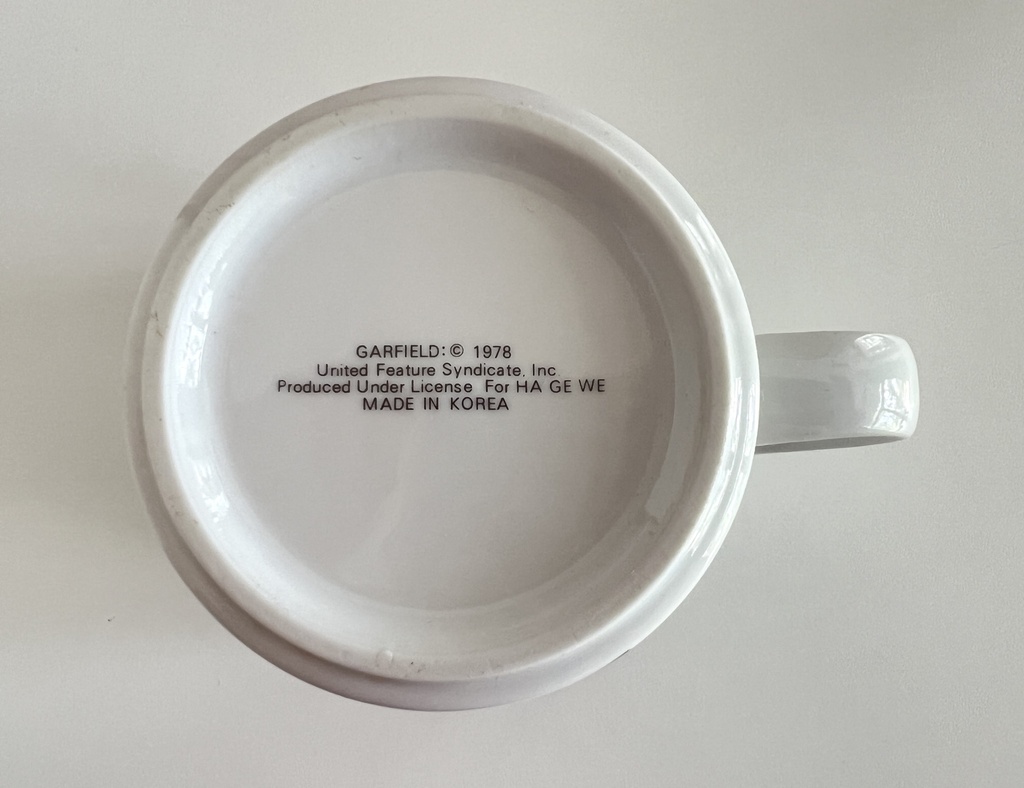 GARFIELD: © 1978
United Feature Syndicate, Inc
Produced Under License For HA GE WE
MADE IN KOREA